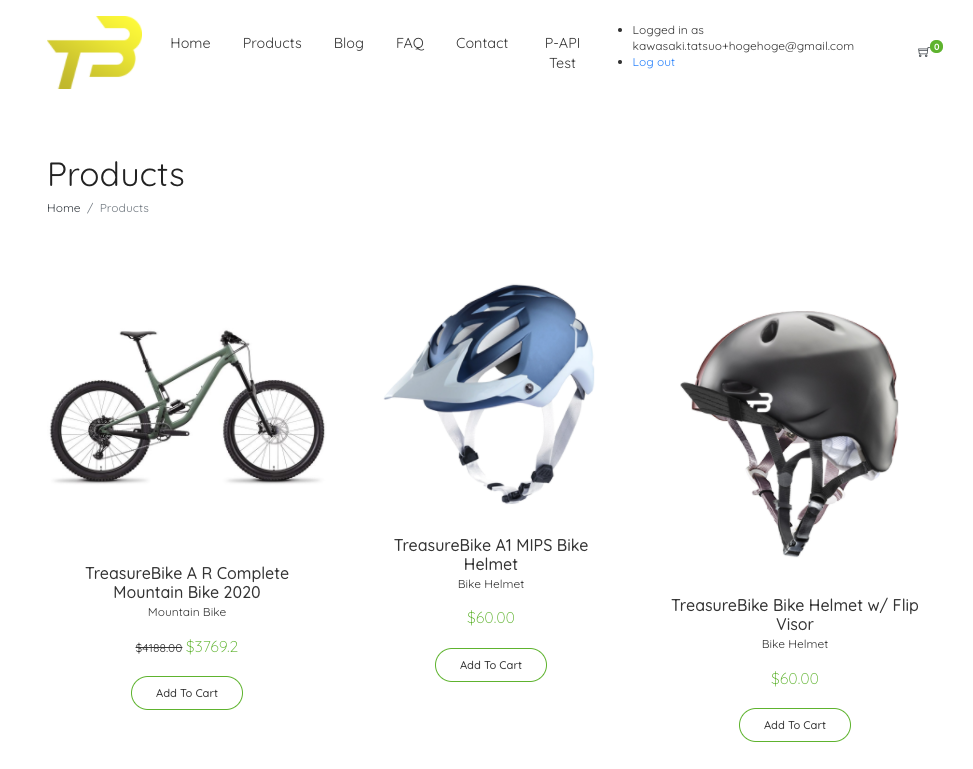 TB
Home
Products
Blog
FAQ
Contact
P-API
Test
Logged in as
kawasaki.tatsuo+hogehoge@gmail.com
Log out
0
Products
Home / Products
TreasureBike A R Complete
Mountain Bike 2020
Mountain Bike
$4188.00 $3769.2
Add To Cart
TreasureBike A1 MIPS Bike
Helmet
Bike Helmet
$60.00
Add To Cart
TB
TreasureBike Bike Helmet w/ Flip
Visor
Bike Helmet
$60.00
Add To Cart